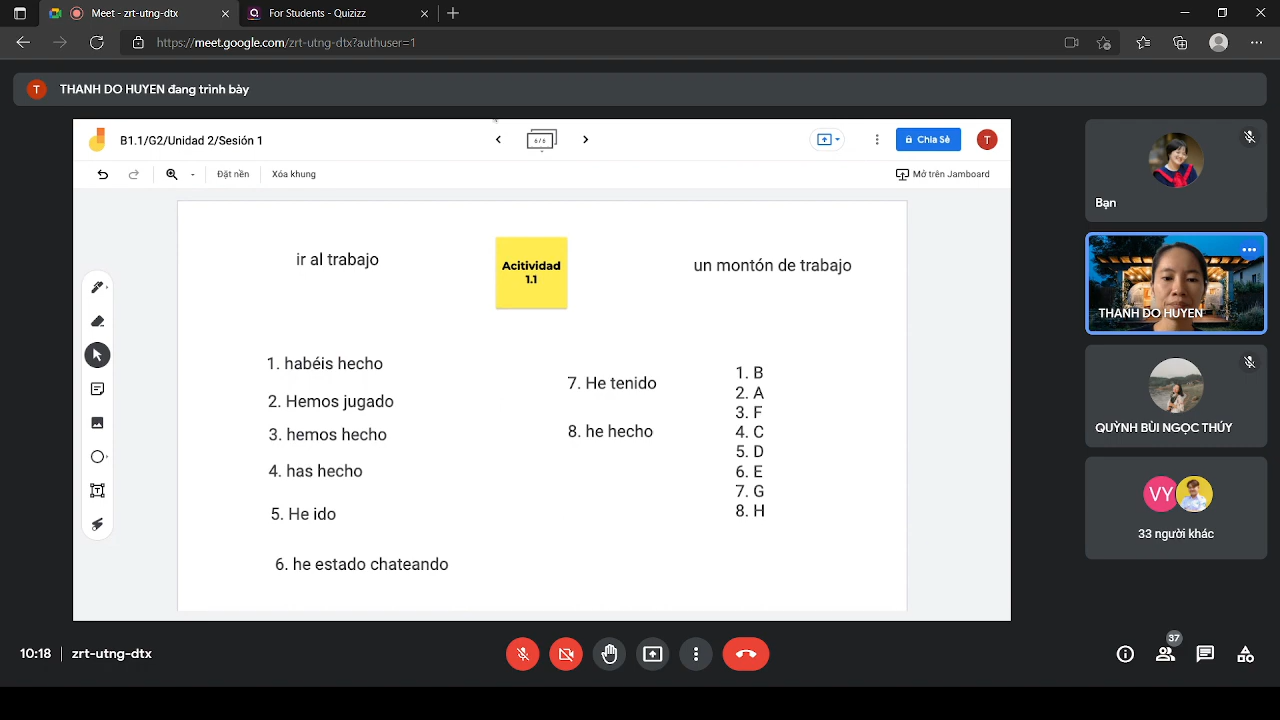 Meet - zrt-utng-dtx
For Students - Quizizz
https://meet.google.com/zrt-utng-dtx?authuser=1
T
THANH DO HUYEN đang trình bày
B1.1/G2/Unidad 2/Sesión 1
6/6
Chia Sẻ
T
Đặt nền
Xóa khung
Mở trên Jamboard
ir al trabajo
Acitividad
1.1
un montón de trabajo
1. habéis hecho
2. Hemos jugado
3. hemos hecho
4. has hecho
5. He ido
6. he estado chateando
7. He tenido
8. he hecho
1. B
2. A
3. F
4. C
5. D
6. E
7. G
8. H
Bạn
THANH DO HUYEN
QUỲNH BÙI NGỌC THÚY
VY
33 người khác
10:18
zrt-utng-dtx
37